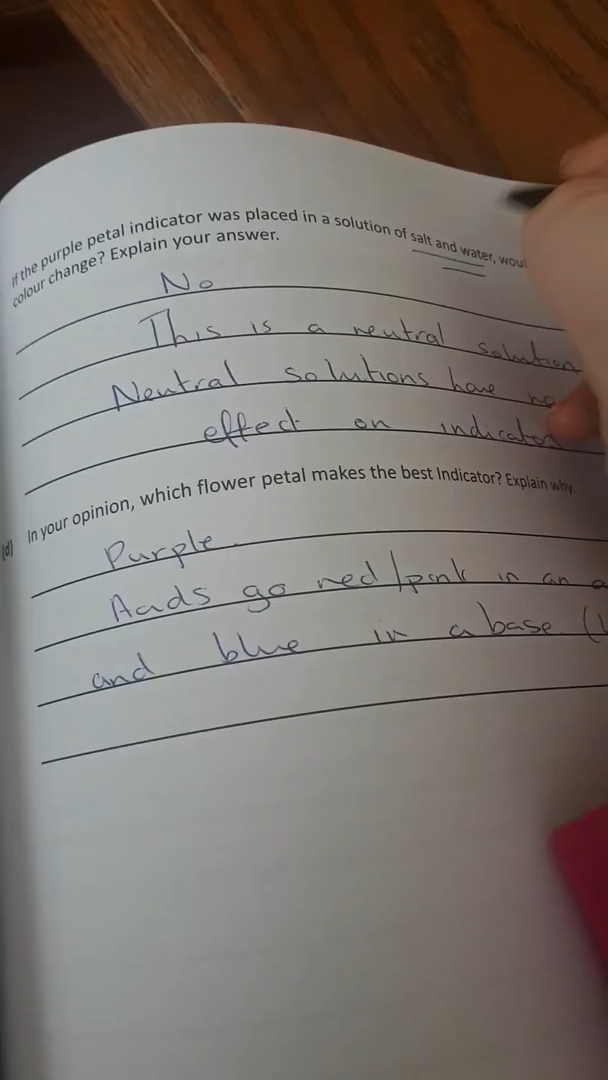 If the purple petal indicator was placed in a solution of salt and water,
colour change? Explain your answer.
No
This is a neutral solution
Neutral solutions have no
effect on indicator
(d) In your opinion, which flower petal makes the best Indicator? Explain why
Purple.
Acids go red/pink in an a
and blue in a base. (